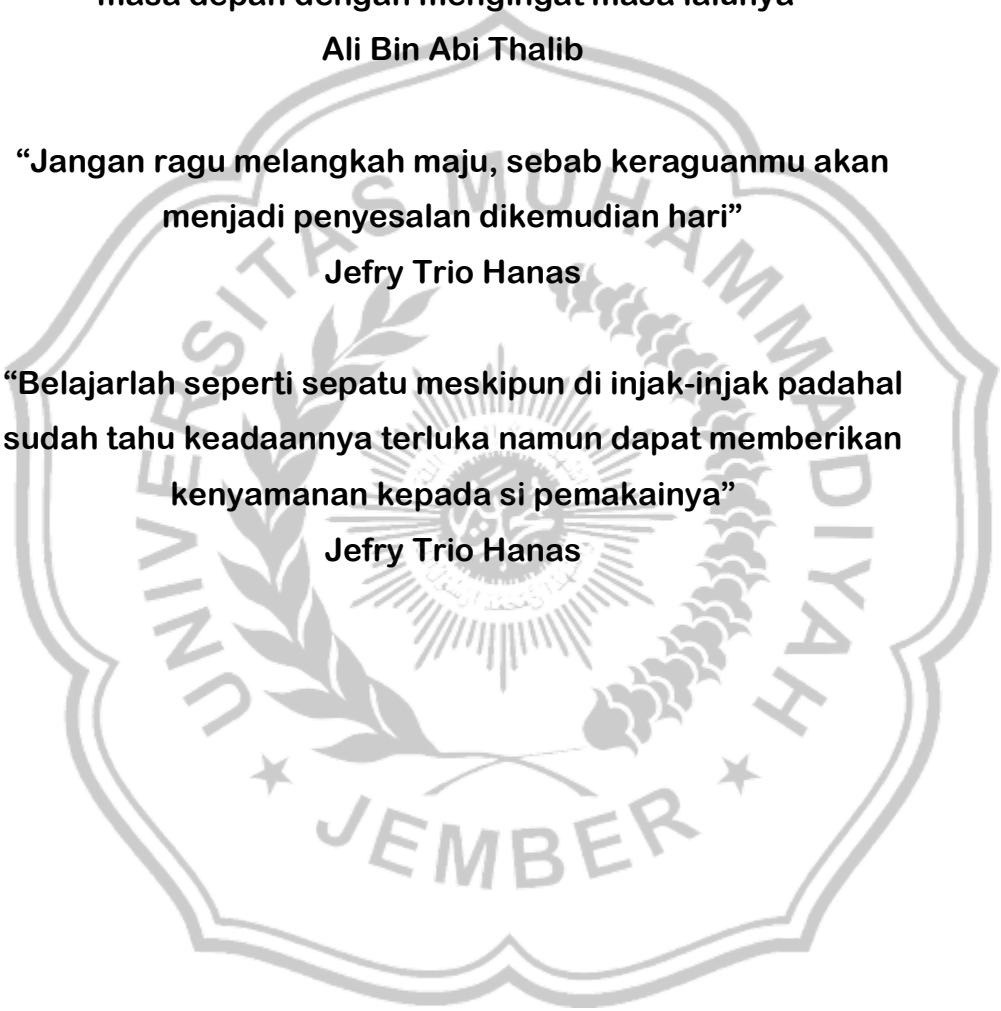 masa depan dengan mengingat masa lalunya
Ali Bin Abi Thalib
“Jangan ragu melangkah maju, sebab keraguanmu akan
menjadi penyesalan dikemudian hari”
Jefry Trio Hanas
“Belajarlah seperti sepatu meskipun di injak-injak padahal
sudah tahu keadaannya terluka namun dapat memberikan
kenyamanan kepada si pemakainya”
Jefry Trio Hanas
UNIVERSITAS MUHAMMADIYAH
JEMBER